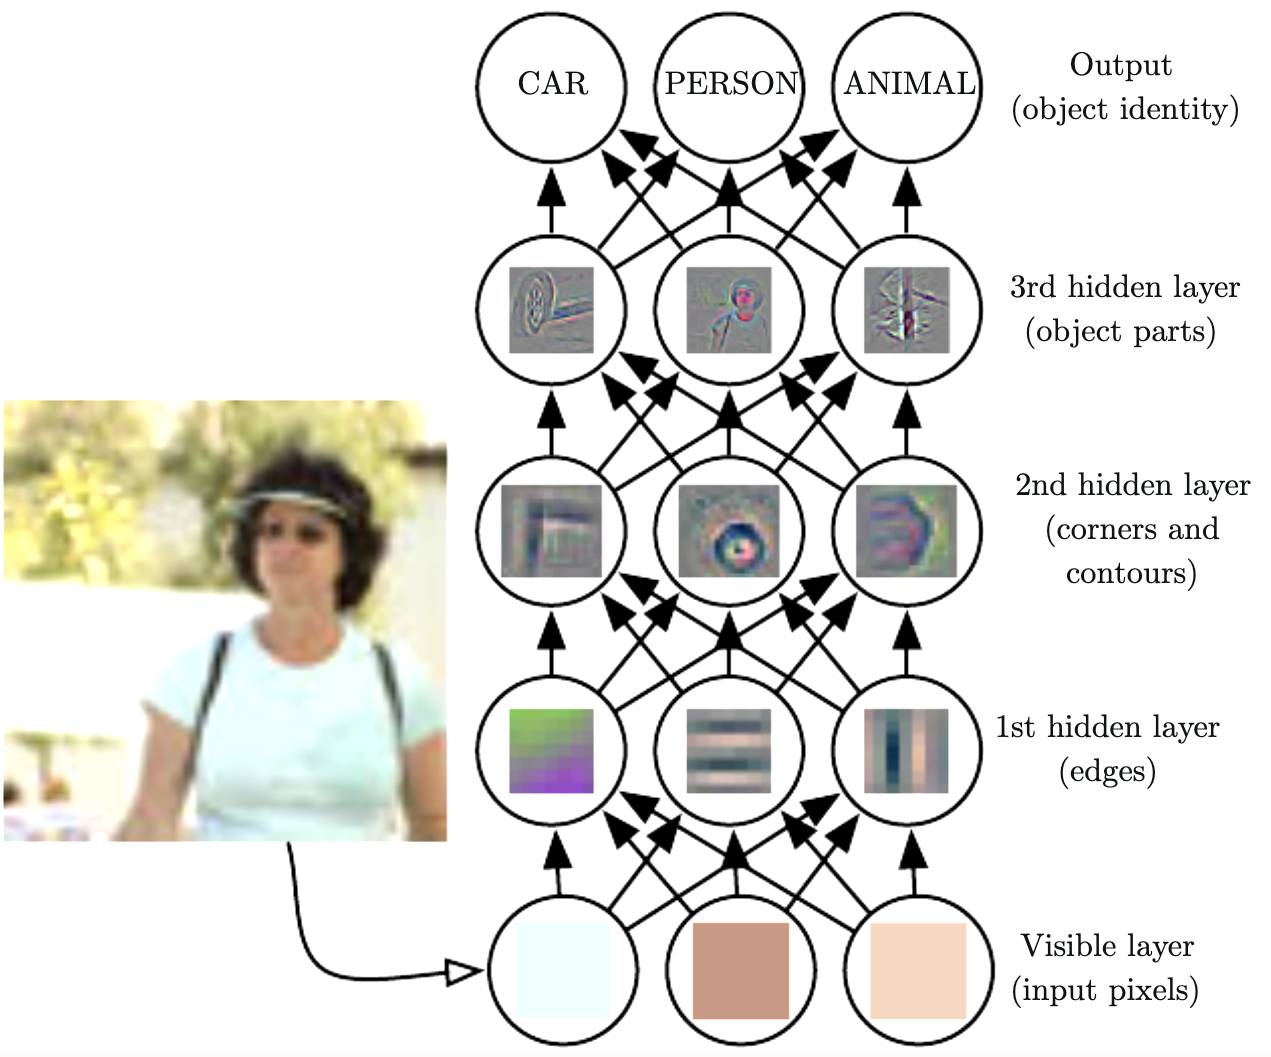 CAR
PERSON
ANIMAL
Output
(object identity)
3rd hidden layer
(object parts)
2nd hidden layer
(corners and
contours)
1st hidden layer
(edges)
Visible layer
(input pixels)